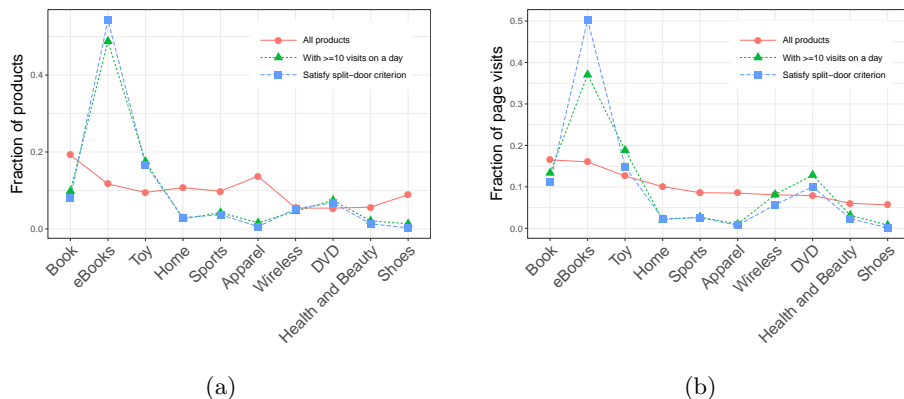 Fraction of products
0.4
0.2
0.0
All products
With >=10 visits on a day
Satisfy split-door criterion
Book
eBooks
Toy
Home
Sports
Apparel
Wireless
DVD
Health and Beauty
Shoes
(a)
Fraction of page visits
0.5
0.4
0.3
0.2
0.1
0.0
All products
With >=10 visits on a day
Satisfy split-door criterion
Book
eBooks
Toy
Home
Sports
Apparel
Wireless
DVD
Health and Beauty
Shoes
(b)